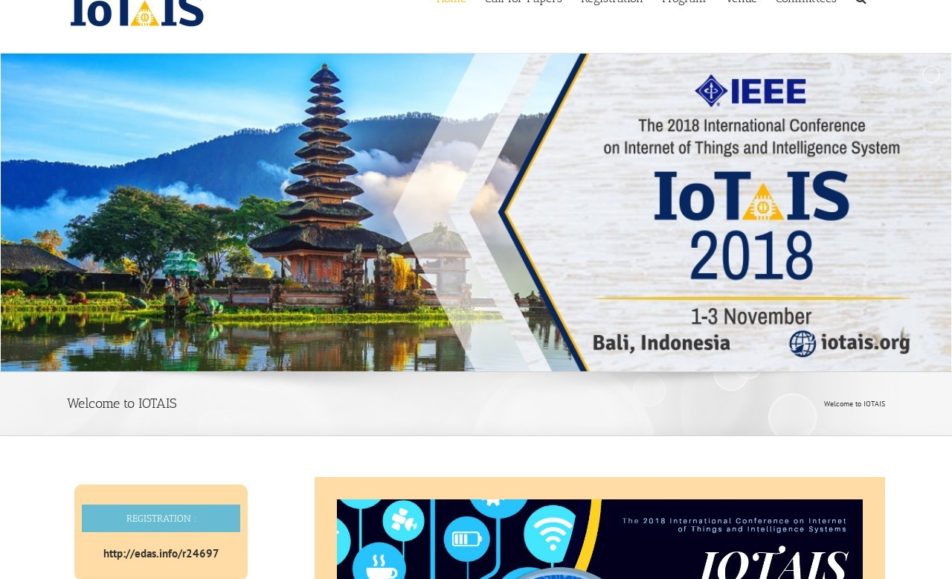 IoTAIS
Home Call for Papers Registration Program Venue Committees
IEEE
The 2018 International Conference
on Internet of Things and Intelligence System
IoTAIS
2018
1-3 November
Bali, Indonesia iotais.org
Welcome to IOTAIS Welcome to IOTAIS
REGISTRATION :
http://edas.info/r24697
The 2018 International Conference on Internet
of Things and Intelligence Systems
IOTAIS